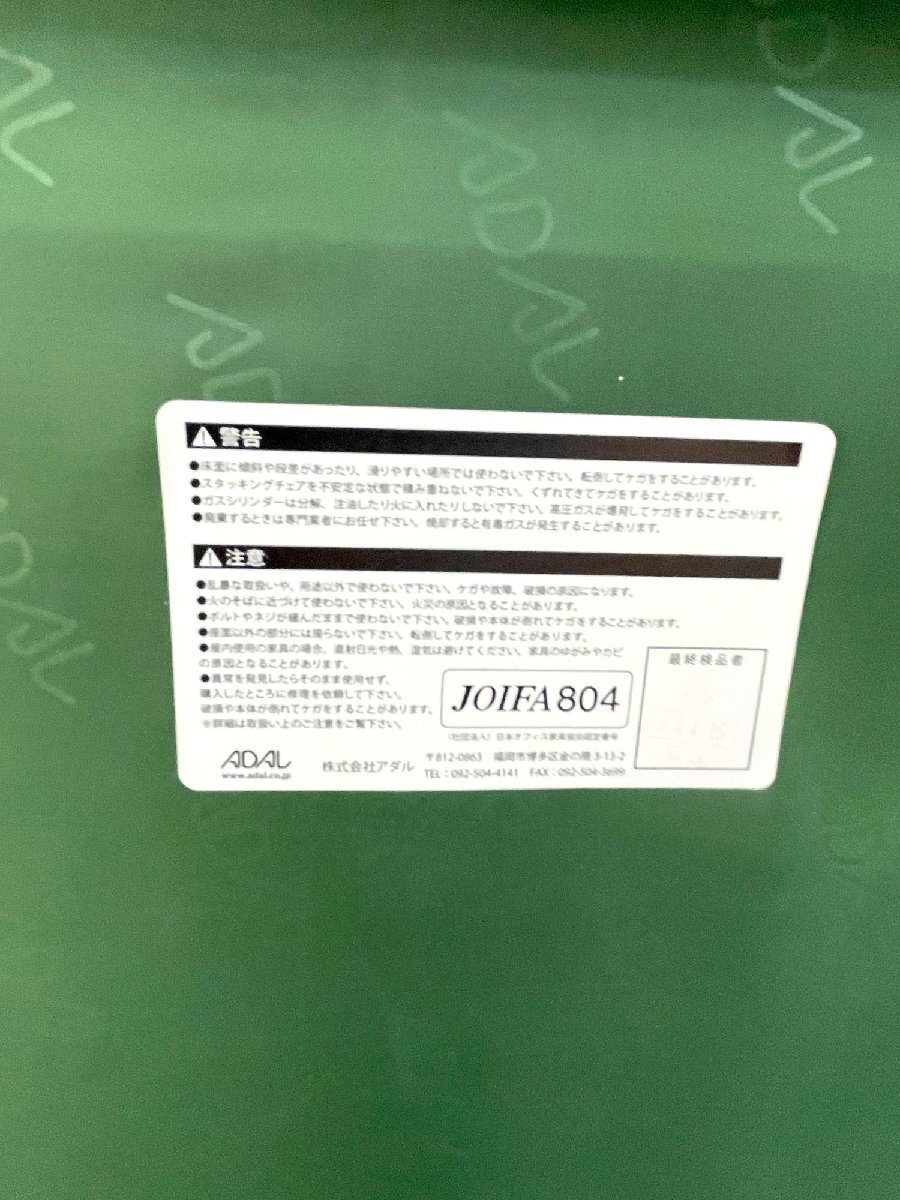 ADAL
ADAL
ADAL
⚠警告
●床面に傾斜や段差があったり、滑りやすい場所では使わないで下さい。転倒してケガをすることがあります。
●スタッキングチェアを不安定な状態で積み重ねないで下さい。くずれてきてケガをすることがあります。
●ガスシリンダーは分解、注油したり火に入れたりしないで下さい。高圧ガスが爆発してケガをすることがあります。
●廃棄するときは専門業者にお任せ下さい。焼却すると有毒ガスが発生することがあります。
⚠注意
●乱暴な取扱いや、用途以外で使わないで下さい。ケガや故障、破損の原因になります。
●火のそばに近づけて使わないで下さい。火災の原因となることがあります。
●ボルトやネジが緩んだままで使わないで下さい。破損や本体が倒れてケガをすることがあります。
●座面以外の部分には座らないで下さい。転倒してケガをすることがあります。
●屋内使用の家具の場合、直射日光や熱、湿気は避けてください。家具のゆがみやカビ
の原因となることがあります。
●異常を発見したらそのまま使用せず、
購入したところに修理を依頼して下さい。
破損や本体が倒れてケガをすることがあります。
※詳細は取扱い上のご注意をご覧下さい。
JOIFA804
(社団法人)日本オフィス家具協会認定番号
最終検品者
ADAL
www.adal.co.jp
株式会社アダル
〒812-0863 福岡市博多区金の隈3-13-2
TEL:092-504-4141 FAX:092-504-3699